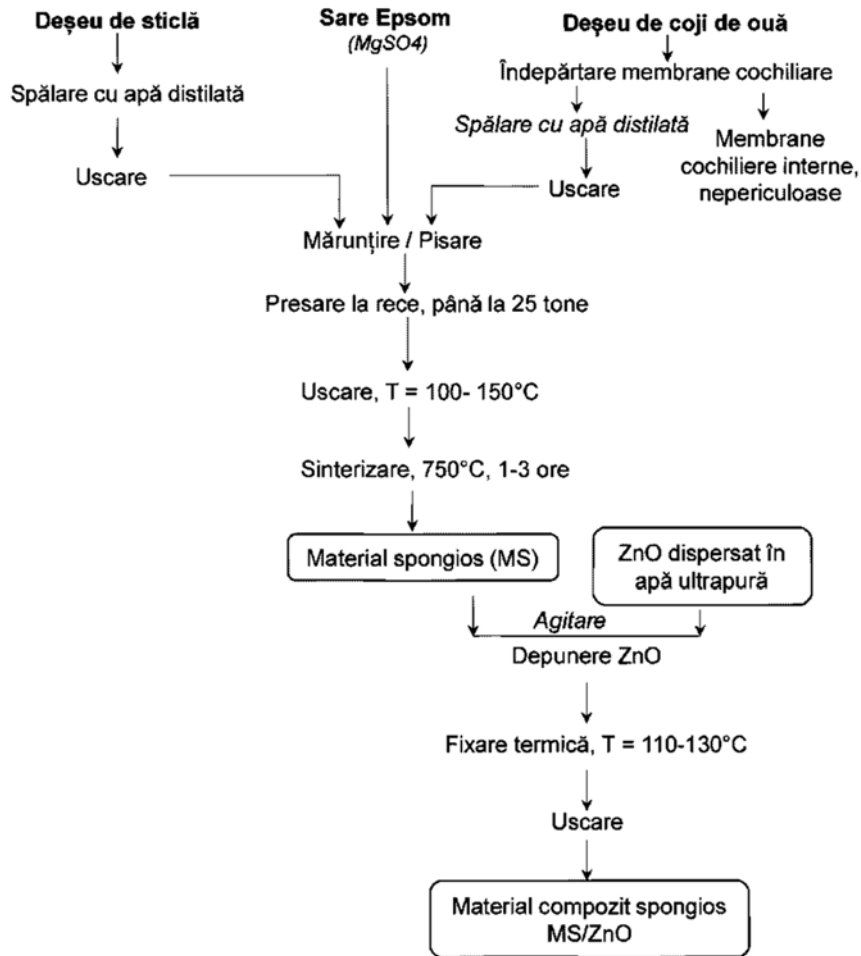 Deșeu de sticlă
Sare Epsom
(MgSO4)
Deșeu de coji de ouă
Spălare cu apă distilată
Îndepărtare membrane cochiliare
Spălare cu apă distilată
Membrane
cochiliere interne,
nepericuloase
Uscare
Uscare
Mărunțire / Pisare
Presare la rece, până la 25 tone
Uscare, T = 100- 150°C
Sinterizare, 750°C, 1-3 ore
Material spongios (MS)
ZnO dispersat în
apă ultrapură
Agitare
Depunere ZnO
Fixare termică, T = 110-130°C
Uscare
Material compozit spongios
MS/ZnO